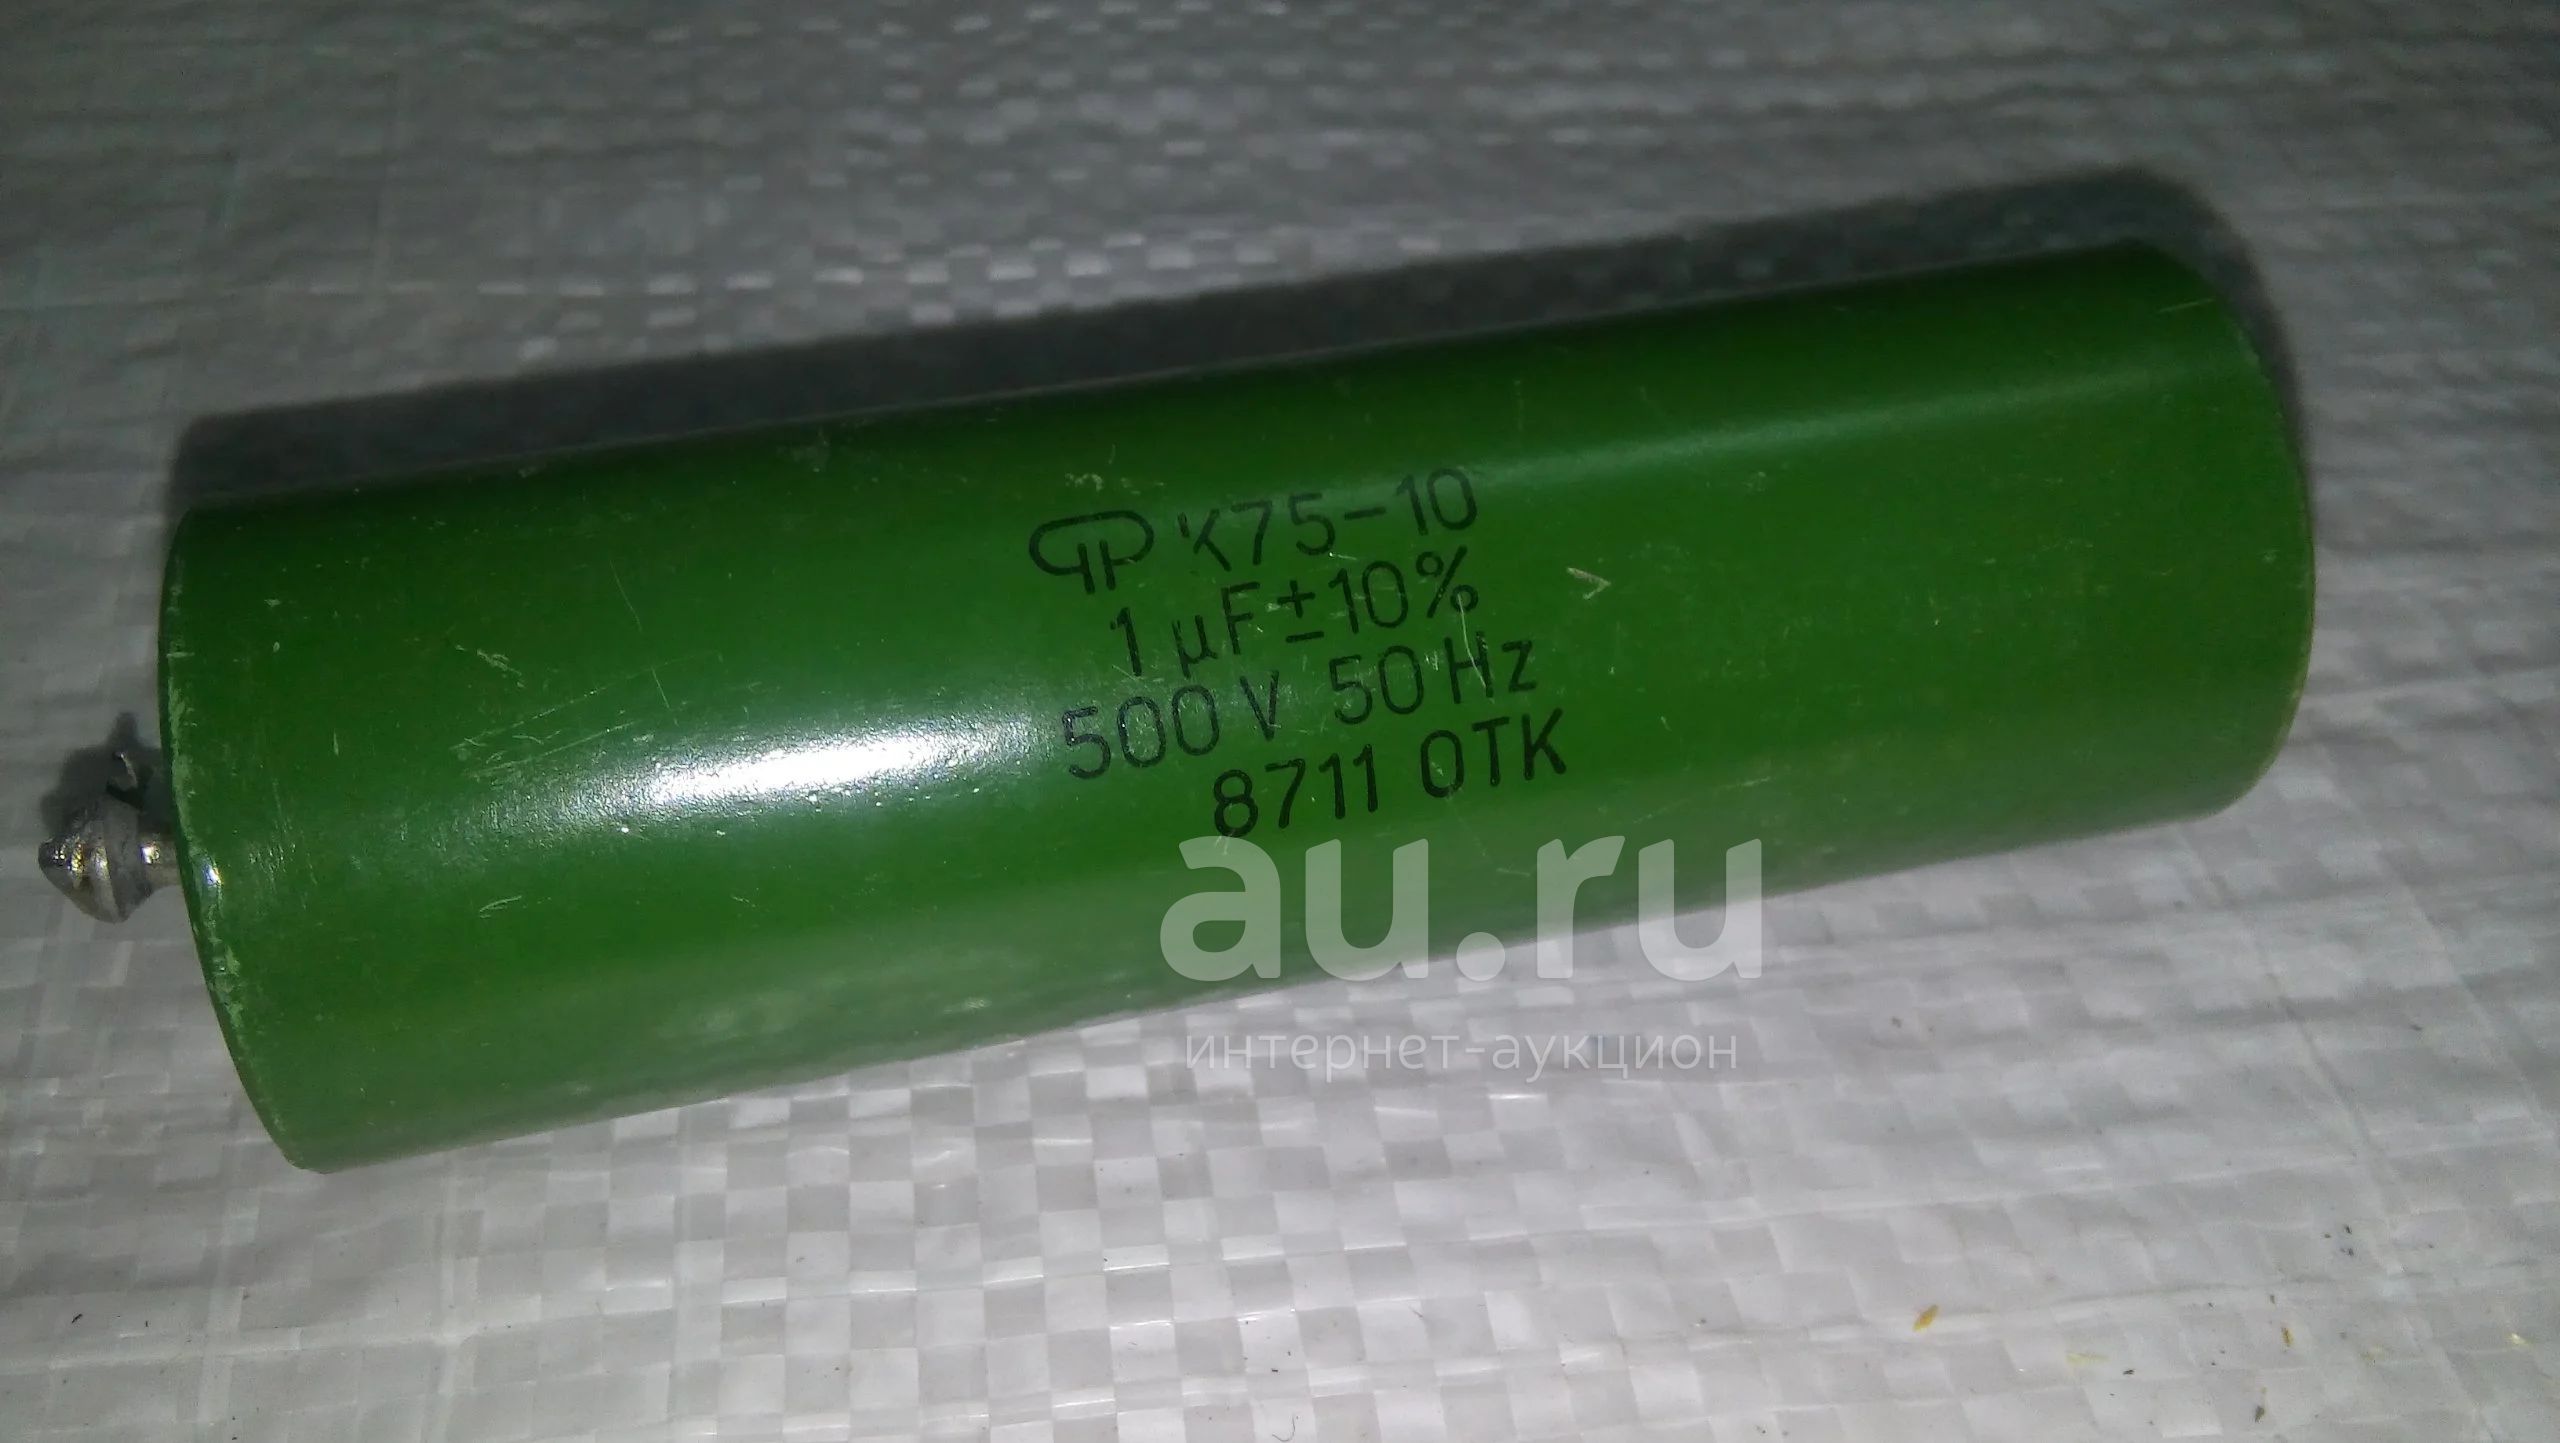 К75-10
1 µF±10%
500 V 50 Hz
8711 ОТК
au.ru
интернет-аукцион